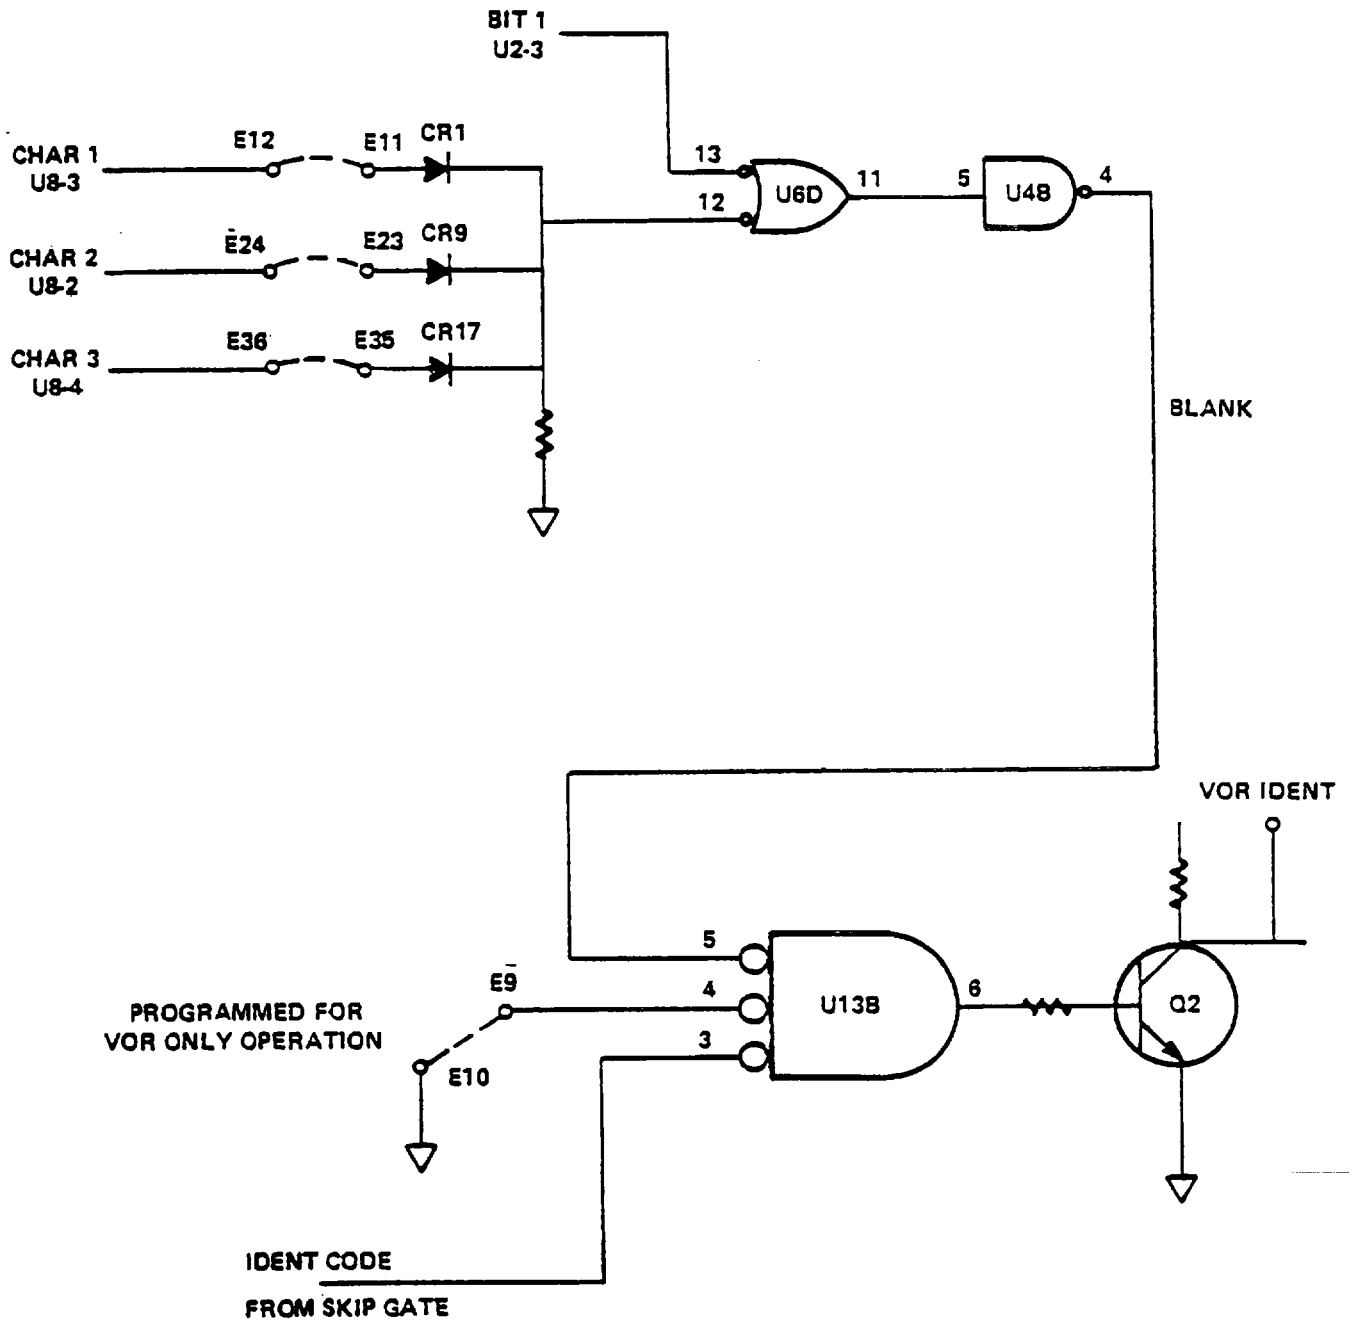 BIT 1
U2-3
CHAR 1
U8-3
E12
E11
CR1
13
12
U6D
11
5
U4B
4
CHAR 2
U8-2
E24
E23
CR9
CHAR 3
U8-4
E36
E35
CR17
BLANK
VOR IDENT
PROGRAMMED FOR
VOR ONLY OPERATION
E9
E10
5
4
3
U13B
6
Q2
IDENT CODE
FROM SKIP GATE